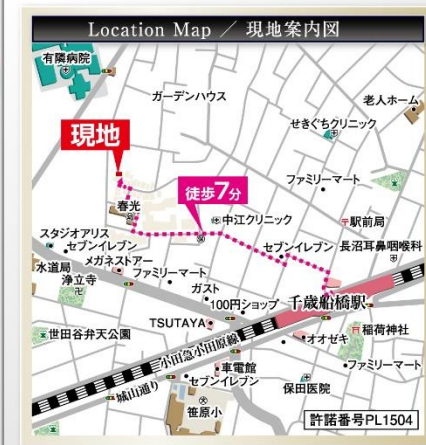 Location Map ／ 現地案内図
有隣病院
ガーデンハウス
老人ホーム
せきぐちクリニック
現地
ファミリーマート
徒歩7分
春光
中江クリニック
〒駅前局
スタジオアリス
セブンイレブン
セブンイレブン
長沼耳鼻咽喉科
メガネストアー
水道局
ファミリーマート
浄立寺
ガスト
100円ショップ
千歳船橋駅
TSUTAYA
稲荷神社
世田谷弁天公園
オオゼキ
小田急小田原線
車電館
ファミリーマート
セブンイレブン
城山通り
保田医院
笹原小
許諾番号PL1504